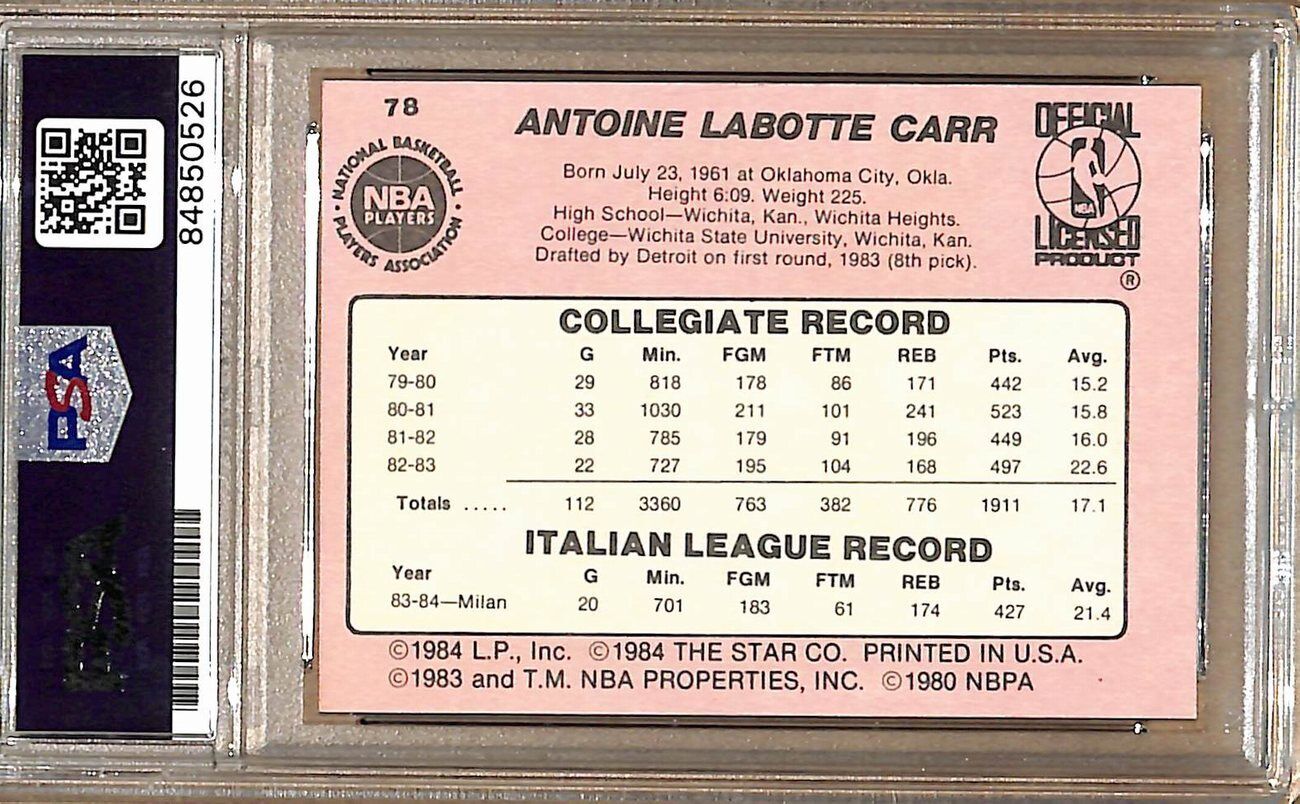 84850526
PSA
78
ANTOINE LABOTTE CARR
NATIONAL BASKETBALL
NBA
PLAYERS
PLAYERS ASSOCIATION
OFFICIAL
NBA
LICENSED
PRODUCT
®
Born July 23, 1961 at Oklahoma City, Okla.
Height 6:09. Weight 225.
High School—Wichita, Kan., Wichita Heights.
College—Wichita State University, Wichita, Kan.
Drafted by Detroit on first round, 1983 (8th pick).
COLLEGIATE RECORD
Year G Min. FGM FTM REB Pts. Avg.
79-80 29 818 178 86 171 442 15.2
80-81 33 1030 211 101 241 523 15.8
81-82 28 785 179 91 196 449 16.0
82-83 22 727 195 104 168 497 22.6
Totals ..... 112 3360 763 382 776 1911 17.1
ITALIAN LEAGUE RECORD
Year G Min. FGM FTM REB Pts. Avg.
83-84—Milan 20 701 183 61 174 427 21.4
©1984 L.P., Inc. ©1984 THE STAR CO. PRINTED IN U.S.A.
©1983 and T.M. NBA PROPERTIES, INC. ©1980 NBPA